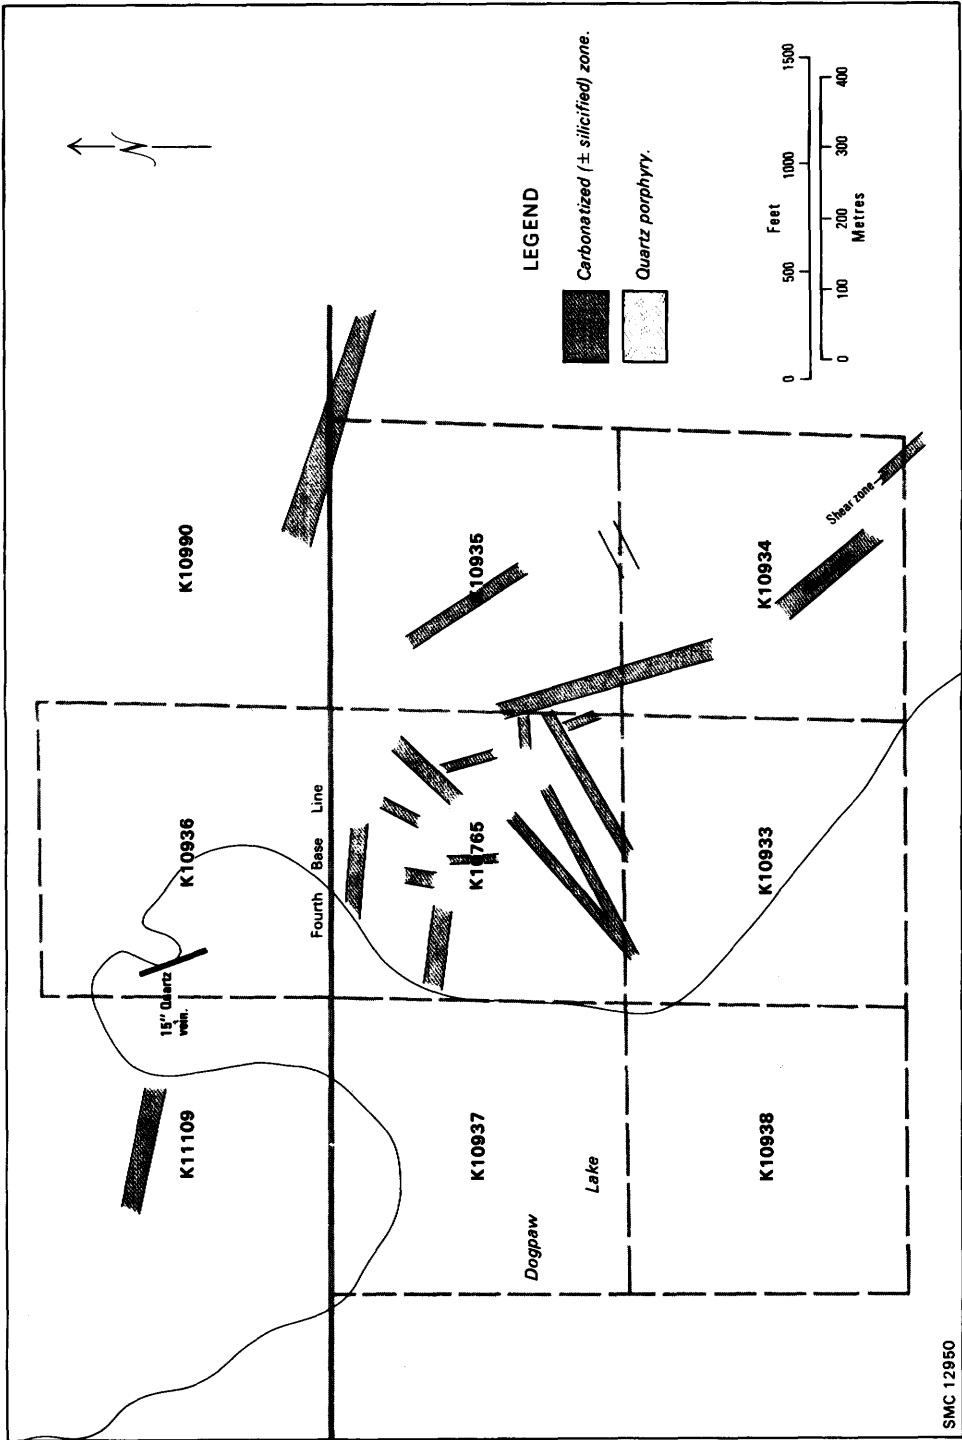 N
K10990
K10936
15" Quartz
vein.
K11109
Fourth Base Line
K10935
K10765
K10937
Dogpaw
Lake
Shear zone
K10934
K10933
K10938
LEGEND
Carbonatized (± silicified) zone.
Quartz porphyry.
Feet
0 500 1000 1500
0 100 200 300 400
Metres
SMC 12950